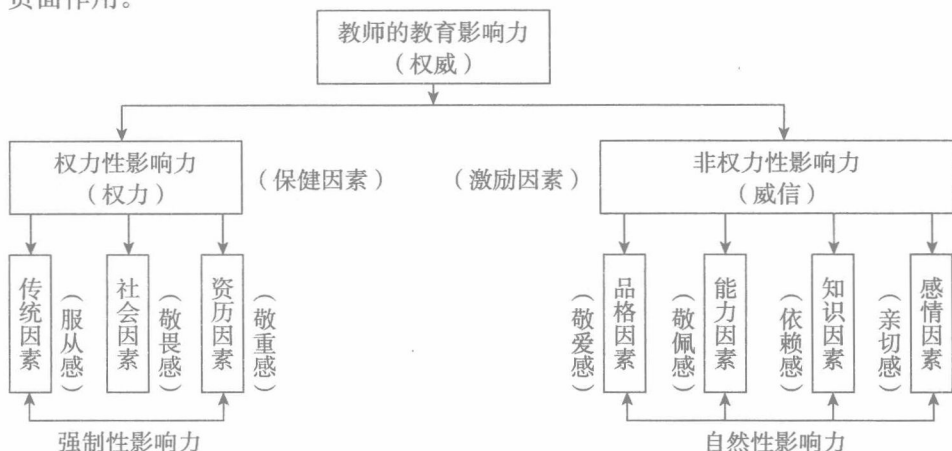 教师的教育影响力
（权威）
权力性影响力
（权力）
（保健因素）
（激励因素）
非权力性影响力
（威信）
传统因素
（服从感）
社会因素
（敬畏感）
资历因素
（敬重感）
品格因素
（敬爱感）
能力因素
（敬佩感）
知识因素
（依赖感）
感情因素
（亲切感）
强制性影响力
自然性影响力